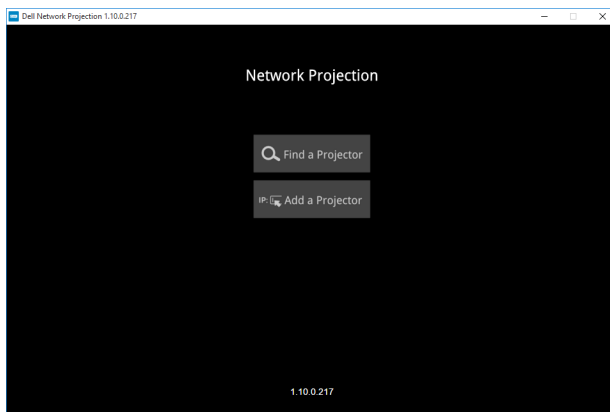 Dell Network Projection 1.10.0.217
Network Projection
Find a Projector
IP: Add a Projector
1.10.0.217